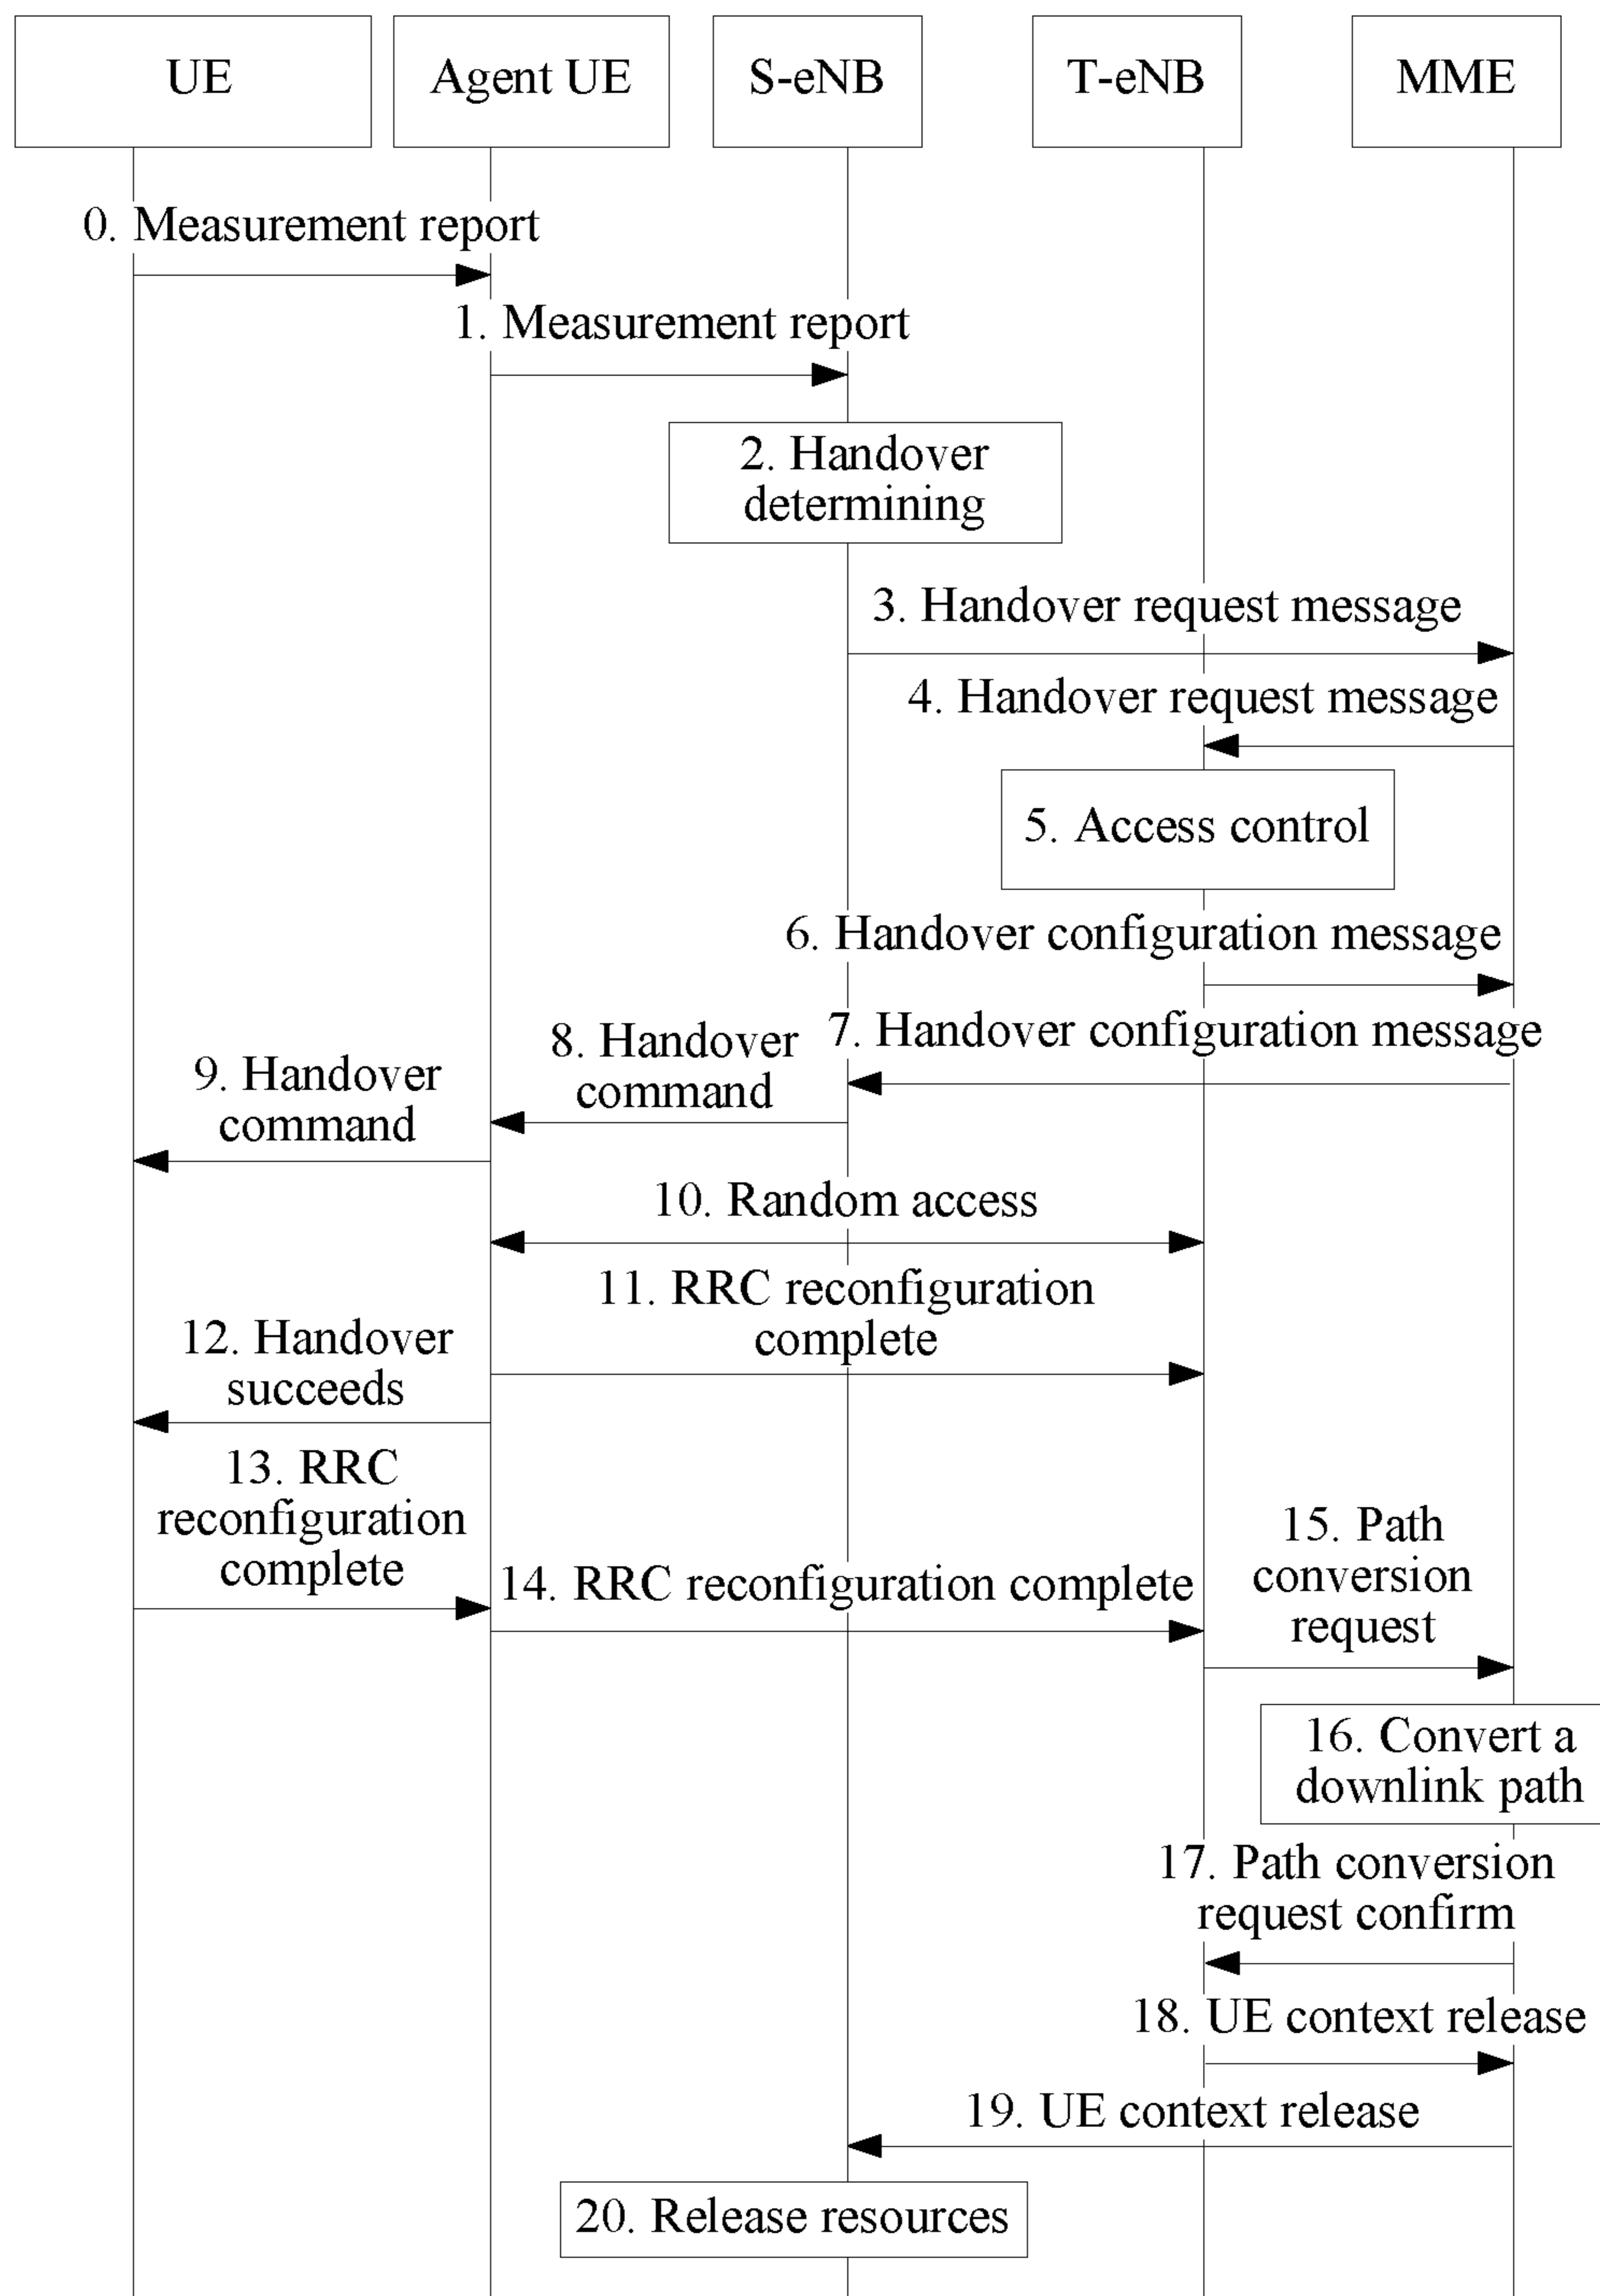 UE
Agent UE
S-eNB
T-eNB
MME
0. Measurement report
1. Measurement report
2. Handover
determining
3. Handover request message
4. Handover request message
5. Access control
6. Handover configuration message
7. Handover configuration message
8. Handover
command
9. Handover
command
10. Random access
11. RRC reconfiguration
complete
12. Handover
succeeds
13. RRC
reconfiguration
complete
14. RRC reconfiguration complete
15. Path
conversion
request
16. Convert a
downlink path
17. Path conversion
request confirm
18. UE context release
19. UE context release
20. Release resources